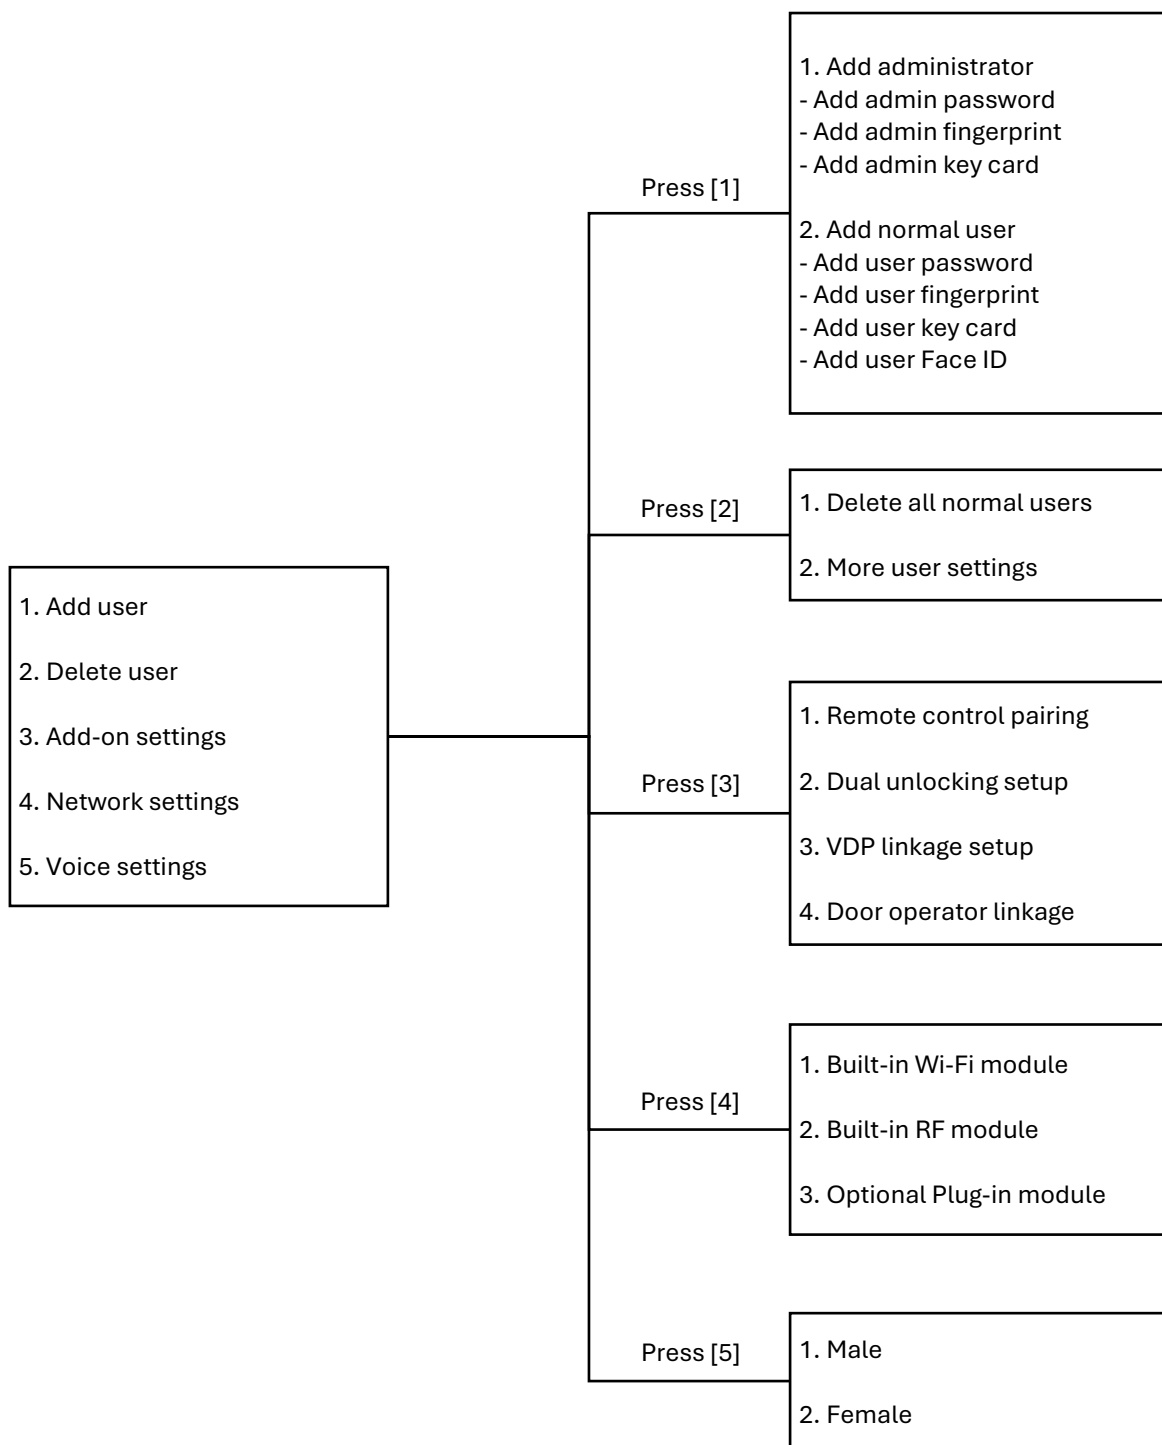 1. Add user
2. Delete user
3. Add-on settings
4. Network settings
5. Voice settings
Press [1]
1. Add administrator
- Add admin password
- Add admin fingerprint
- Add admin key card
2. Add normal user
- Add user password
- Add user fingerprint
- Add user key card
- Add user Face ID
Press [2]
1. Delete all normal users
2. More user settings
Press [3]
1. Remote control pairing
2. Dual unlocking setup
3. VDP linkage setup
4. Door operator linkage
Press [4]
1. Built-in Wi-Fi module
2. Built-in RF module
3. Optional Plug-in module
Press [5]
1. Male
2. Female